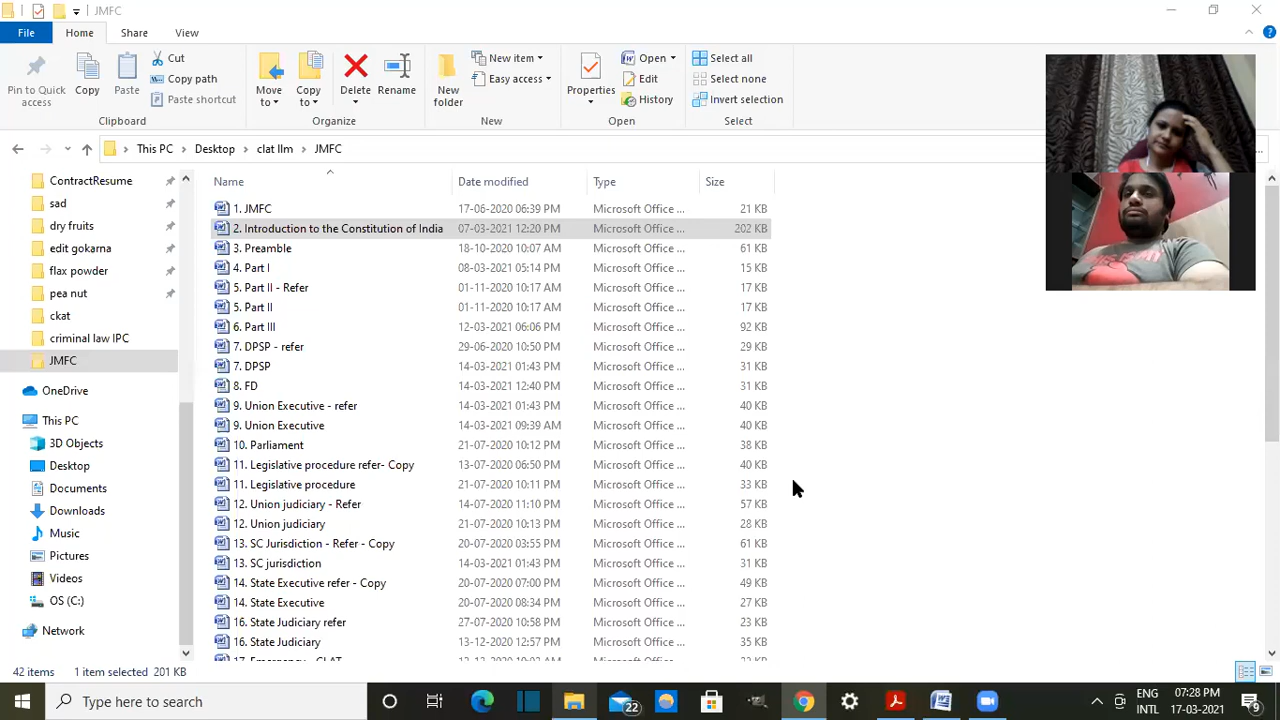 JMFC
File Home Share View
Pin to Quick access
Copy
Paste
Cut
Copy path
Paste shortcut
Clipboard
Move to
Copy to
Delete
Rename
Organize
New folder
New item
Easy access
New
Properties
Open
Edit
History
Open
Select all
Select none
Invert selection
Select
This PC Desktop clat llm JMFC
ContractResume
sad
dry fruits
edit gokarna
flax powder
pea nut
ckat
criminal law IPC
JMFC
OneDrive
This PC
3D Objects
Desktop
Documents
Downloads
Music
Pictures
Videos
OS (C:)
Network
Name Date modified Type Size
1. JMFC 17-06-2020 06:39 PM Microsoft Office ... 21 KB
2. Introduction to the Constitution of India 07-03-2021 12:20 PM Microsoft Office ... 202 KB
3. Preamble 18-10-2020 10:07 AM Microsoft Office ... 61 KB
4. Part I 08-03-2021 05:14 PM Microsoft Office ... 15 KB
5. Part II - Refer 01-11-2020 10:17 AM Microsoft Office ... 17 KB
5. Part II 01-11-2020 10:17 AM Microsoft Office ... 17 KB
6. Part III 12-03-2021 06:06 PM Microsoft Office ... 92 KB
7. DPSP - refer 29-06-2020 10:50 PM Microsoft Office ... 29 KB
7. DPSP 14-03-2021 01:43 PM Microsoft Office ... 31 KB
8. FD 14-03-2021 12:40 PM Microsoft Office ... 31 KB
9. Union Executive - refer 14-03-2021 01:43 PM Microsoft Office ... 40 KB
9. Union Executive 14-03-2021 09:39 AM Microsoft Office ... 40 KB
10. Parliament 21-07-2020 10:12 PM Microsoft Office ... 38 KB
11. Legislative procedure refer- Copy 13-07-2020 06:50 PM Microsoft Office ... 40 KB
11. Legislative procedure 21-07-2020 10:11 PM Microsoft Office ... 33 KB
12. Union judiciary - Refer 14-07-2020 11:10 PM Microsoft Office ... 57 KB
12. Union judiciary 21-07-2020 10:13 PM Microsoft Office ... 28 KB
13. SC Jurisdiction - Refer - Copy 20-07-2020 03:55 PM Microsoft Office ... 61 KB
13. SC jurisdiction 14-03-2021 01:43 PM Microsoft Office ... 31 KB
14. State Executive refer - Copy 20-07-2020 07:00 PM Microsoft Office ... 49 KB
14. State Executive 20-07-2020 08:34 PM Microsoft Office ... 27 KB
16. State Judiciary refer 27-07-2020 10:58 PM Microsoft Office ... 23 KB
16. State Judiciary 13-12-2020 12:57 PM Microsoft Office ... 35 KB
42 items 1 item selected 201 KB
Type here to search
22
ENG
INTL
07:28 PM
17-03-2021
9